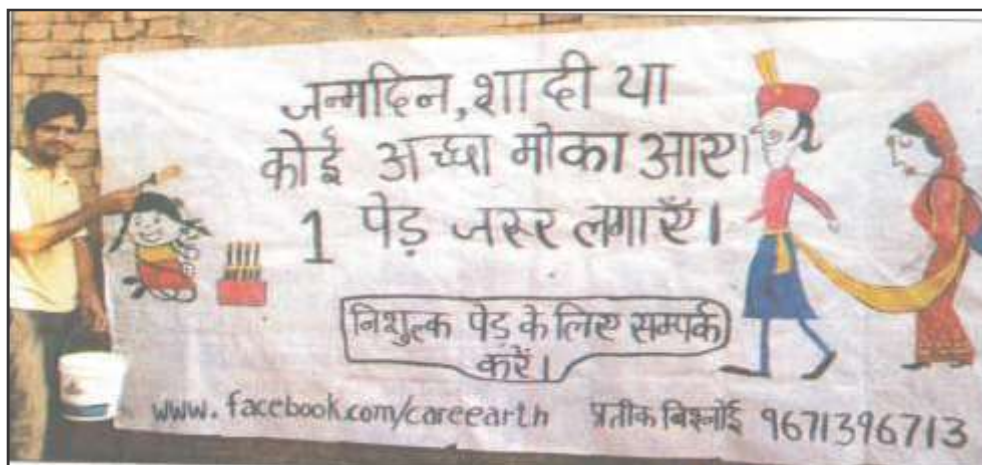 जन्मदिन, शादी या
कोई अच्छा मोका आए।
1 पेड़ जरूर लगाएँ।
निशुल्क पेड़ के लिए सम्पर्क
करें।
www.facebook.com/careearth प्रतीक बिश्नोई 9671396713